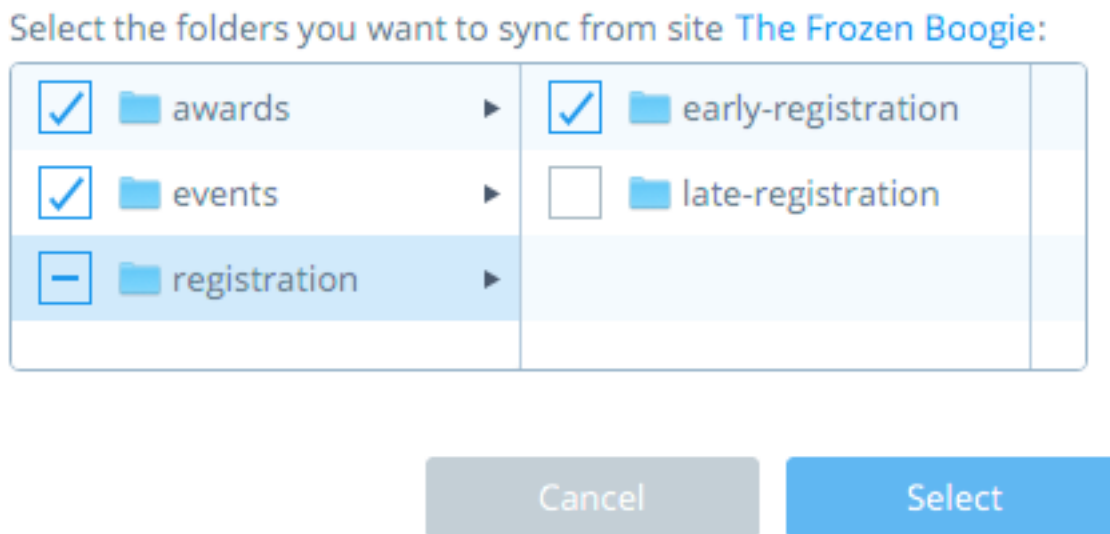 Select the folders you want to sync from site The Frozen Boogie:
awards
events
registration
early-registration
late-registration
Cancel
Select